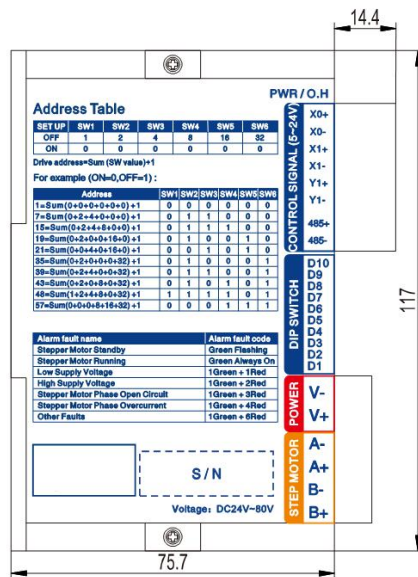 14.4
PWR / O.H
Address Table
SET UP SW1 SW2 SW3 SW4 SW5 SW6
OFF 1 2 4 8 16 32
ON 0 0 0 0 0 0
Drive address=Sum (SW value)+1
For example (ON=0,OFF=1) :
Address SW1 SW2 SW3 SW4 SW5 SW6
1=Sum(0+0+0+0+0+0) +1 0 0 0 0 0 0
7=Sum(0+2+4+0+0+0) +1 0 1 1 0 0 0
15=Sum(0+2+4+8+0+0) +1 0 1 1 1 0 0
19=Sum(0+2+0+0+16+0) +1 0 1 0 0 1 0
21=Sum(0+0+4+0+16+0) +1 0 0 1 0 1 0
35=Sum(0+2+0+0+0+32) +1 0 1 0 0 0 1
39=Sum(0+2+4+0+0+32) +1 0 1 1 0 0 1
43=Sum(0+2+0+8+0+32) +1 0 1 0 1 0 1
48=Sum(1+2+4+8+0+32) +1 1 1 1 1 0 1
57=Sum(0+0+0+8+16+32) +1 0 0 0 1 1 1
Alarm fault name Alarm fault code
Stepper Motor Standby Green Flashing
Stepper Motor Running Green Always On
Low Supply Voltage 1Green + 1Red
High Supply Voltage 1Green + 2Red
Stepper Motor Phase Open Circuit 1Green + 3Red
Stepper Motor Phase Overcurrent 1Green + 4Red
Other Faults 1Green + 6Red
S / N
Voltage: DC24V~80V
CONTROL SIGNAL (5~24V)
X0+
X0-
X1+
X1-
Y1+
Y1-
485+
485-
DIP SWITCH
D10
D9
D8
D7
D6
D5
D4
D3
D2
D1
POWER
V-
V+
STEP MOTOR
A-
A+
B-
B+
117
75.7